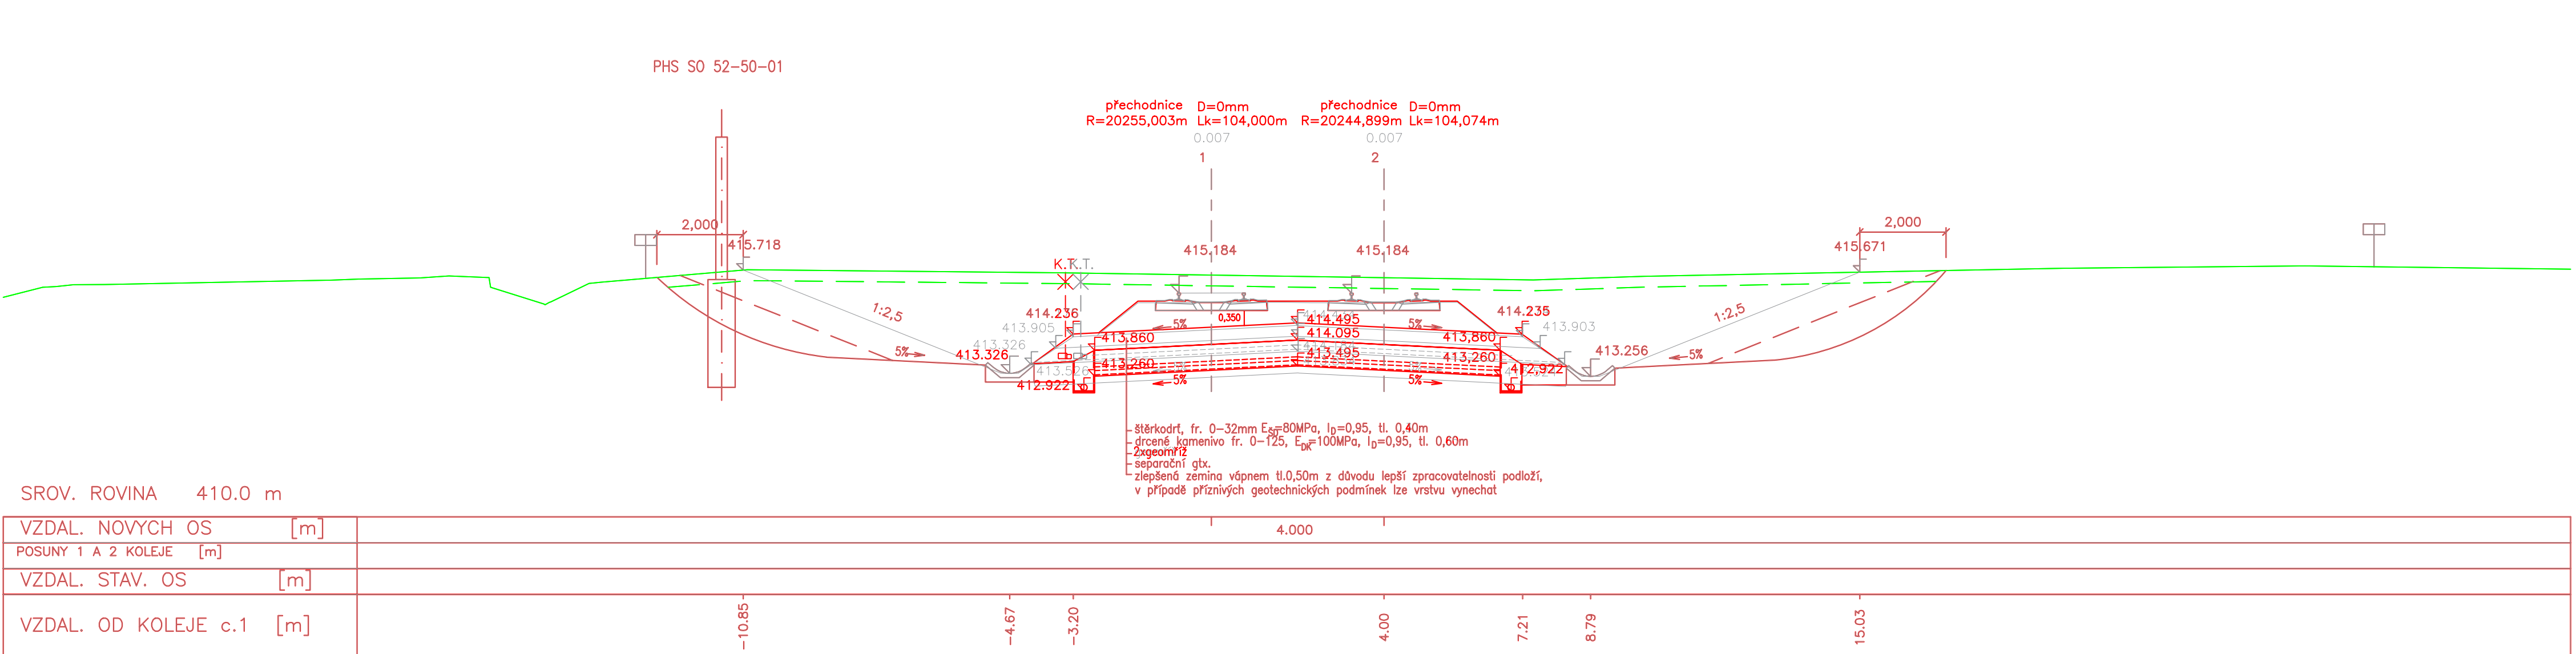 PHS SO 52-50-01
přechodnice D=0mm
R=20255,003m Lk=104,000m
0.007
1
přechodnice D=0mm
R=20244,899m Lk=104,074m
0.007
2
2,000
415.718
415.184
415.184
2,000
415.671
K.T.
K.T.
1:2,5
1:2,5
414.236
413.905
413.326
413.326
5%
413.860
413.260
413.526
412.922
5%
5%
0,350
414.495
414.095
413.495
5%
5%
414.235
413.903
413,860
413,260
413.256
412,922
5%
štěrkodrť, fr. 0-32mm EŠD=80MPa, ID=0,95, tl. 0,40m
drcené kamenivo fr. 0-125, EDK=100MPa, ID=0,95, tl. 0,60m
2xgeomříž
separační gtx.
zlepšená zemina vápnem tl.0,50m z důvodu lepší zpracovatelnosti podloží,
v případě příznivých geotechnických podmínek lze vrstvu vynechat
SROV. ROVINA 410.0 m
VZDAL. NOVYCH OS [m] 4.000
POSUNY 1 A 2 KOLEJE [m]
VZDAL. STAV. OS [m]
VZDAL. OD KOLEJE c.1 [m] -10.85 -4.67 -3.20 4.00 7.21 8.79 15.03